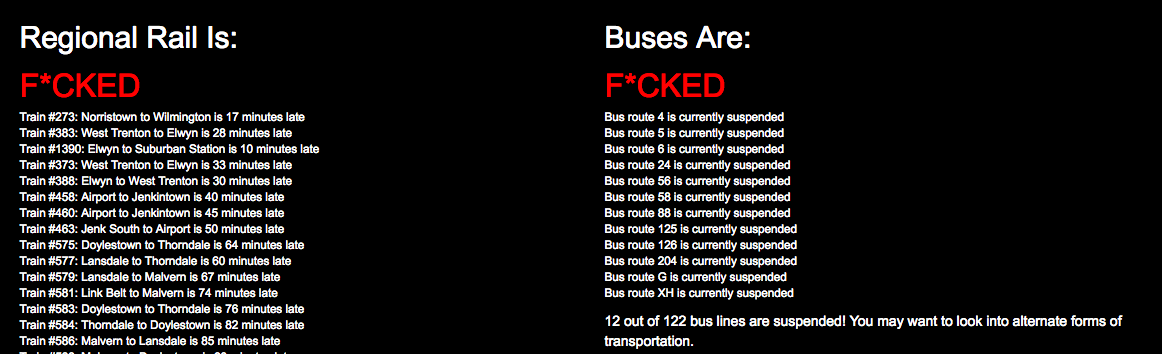 Regional Rail Is:
F*CKED
Train #273: Norristown to Wilmington is 17 minutes late
Train #383: West Trenton to Elwyn is 28 minutes late
Train #1390: Elwyn to Suburban Station is 10 minutes late
Train #373: West Trenton to Elwyn is 33 minutes late
Train #388: Elwyn to West Trenton is 30 minutes late
Train #458: Airport to Jenkintown is 40 minutes late
Train #460: Airport to Jenkintown is 45 minutes late
Train #463: Jenk South to Airport is 50 minutes late
Train #575: Doylestown to Thorndale is 64 minutes late
Train #577: Lansdale to Thorndale is 60 minutes late
Train #579: Lansdale to Malvern is 67 minutes late
Train #581: Link Belt to Malvern is 74 minutes late
Train #583: Doylestown to Thorndale is 76 minutes late
Train #584: Thorndale to Doylestown is 82 minutes late
Train #586: Malvern to Lansdale is 85 minutes late
Buses Are:
F*CKED
Bus route 4 is currently suspended
Bus route 5 is currently suspended
Bus route 6 is currently suspended
Bus route 24 is currently suspended
Bus route 56 is currently suspended
Bus route 58 is currently suspended
Bus route 88 is currently suspended
Bus route 125 is currently suspended
Bus route 126 is currently suspended
Bus route 204 is currently suspended
Bus route G is currently suspended
Bus route XH is currently suspended
12 out of 122 bus lines are suspended! You may want to look into alternate forms of
transportation.